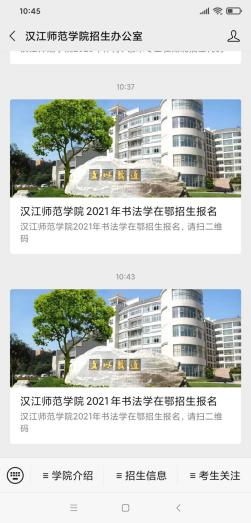 10:45
汉江师范学院招生办公室
10:37
汉江师范学院 2021年书法学在鄂招生报名
汉江师范学院2021年书法学在鄂招生报名，请扫二维
码
10:43
汉江师范学院 2021年书法学在鄂招生报名
汉江师范学院2021年书法学在鄂招生报名，请扫二维
码
≡ 学院介绍
≡ 招生信息
≡ 考生关注